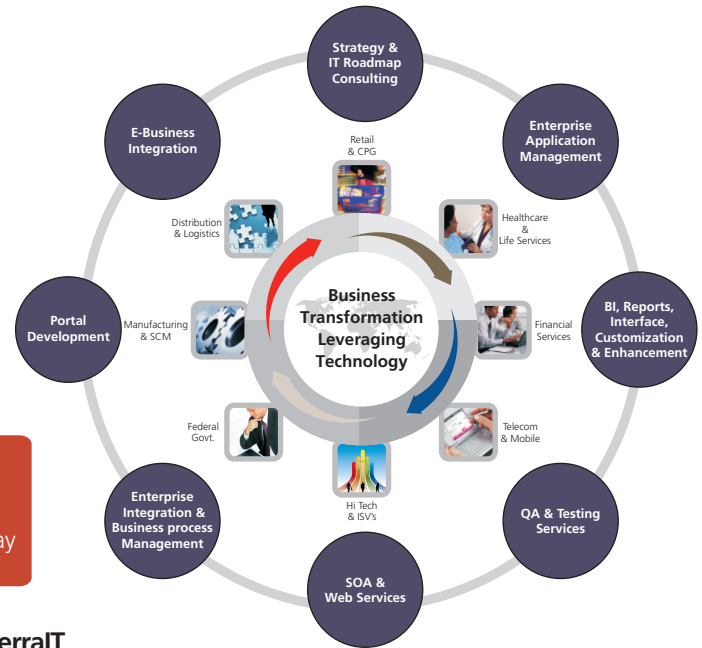 Strategy &
IT Roadmap
Consulting
E-Business
Integration
Enterprise
Application
Management
Retail
& CPG
Distribution
& Logistics
Healthcare
&
Life Services
Portal
Development
Manufacturing
& SCM
Business
Transformation
Leveraging
Technology
Financial
Services
BI, Reports,
Interface,
Customization
& Enhancement
Federal
Govt.
Telecom
& Mobile
Hi Tech
& ISV's
Enterprise
Integration &
Business process
Management
QA & Testing
Services
SOA &
Web Services
ay
erraIT